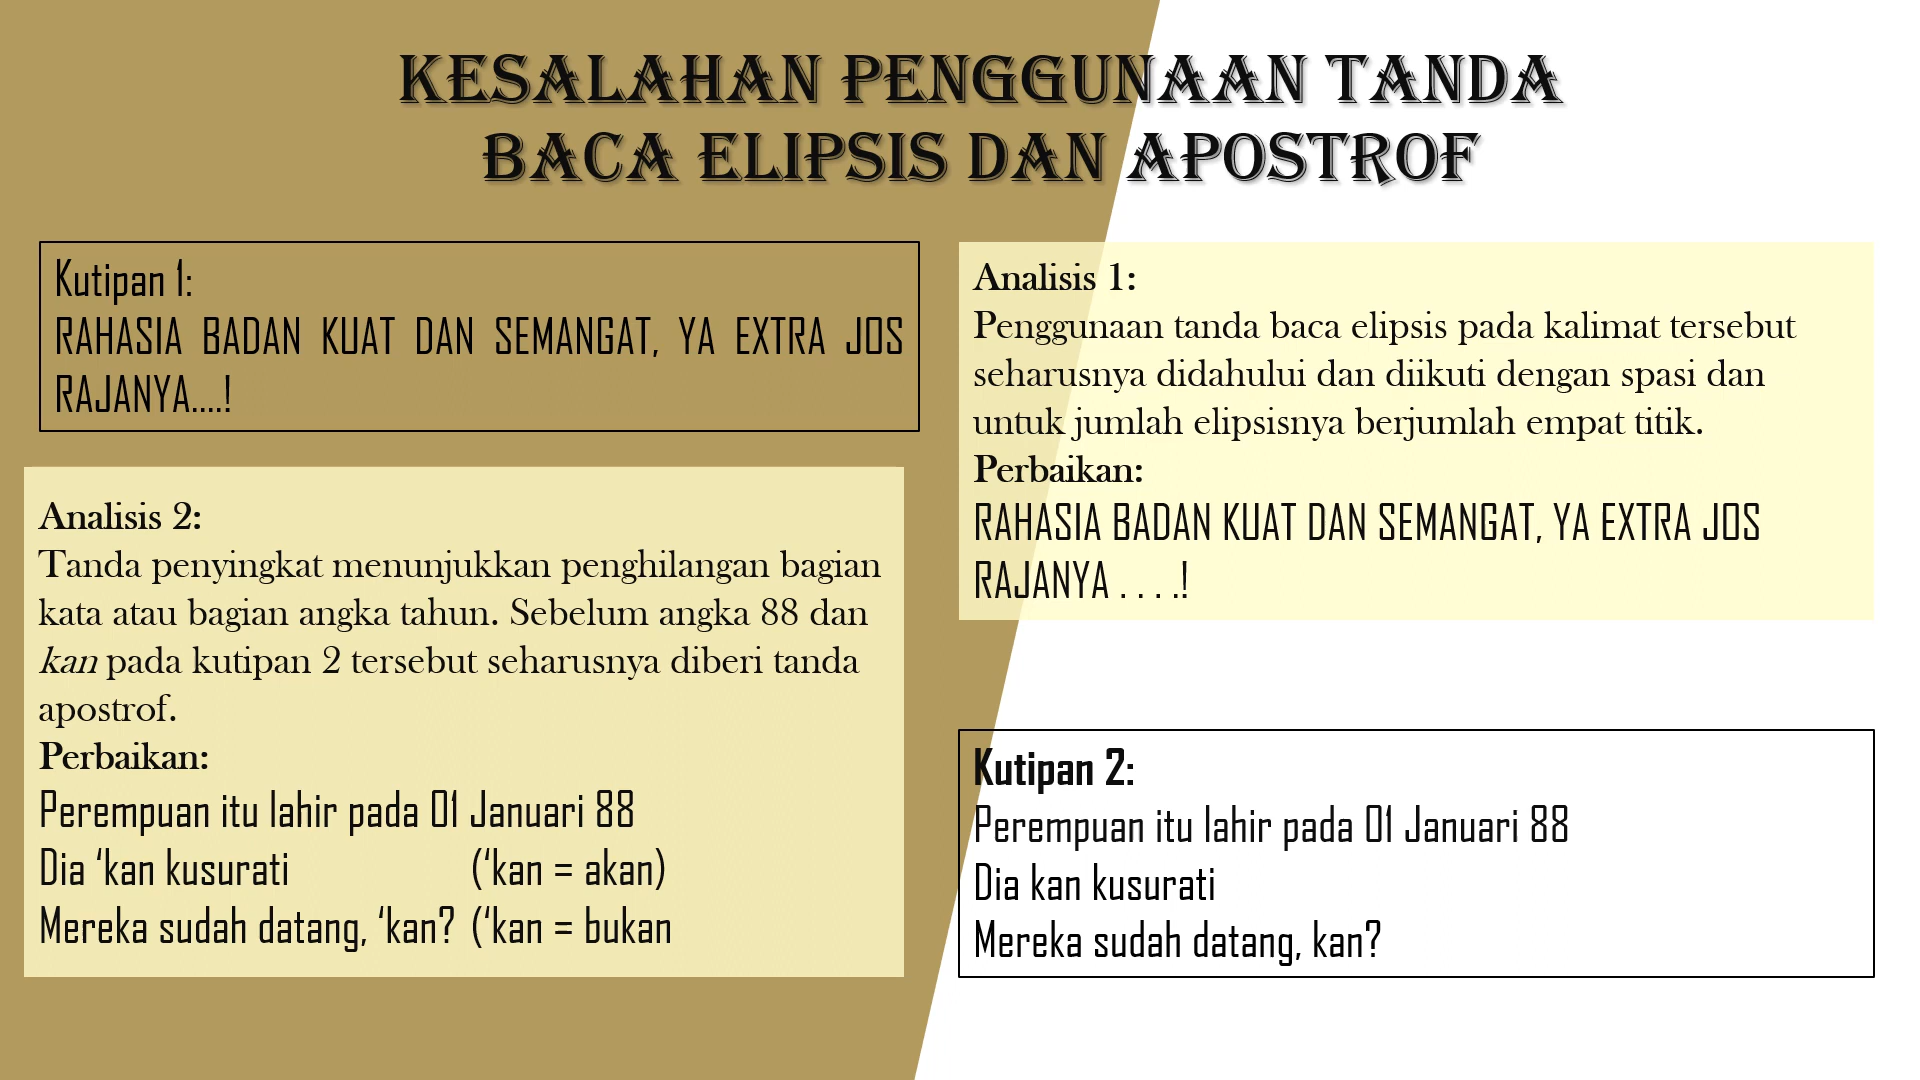 KESALAHAN PENGGUNAAN TANDA
BACA ELIPSIS DAN APOSTROF
Kutipan 1:
RAHASIA BADAN KUAT DAN SEMANGAT, YA EXTRA JOS
RAJANYA....!
Analisis 1:
Penggunaan tanda baca elipsis pada kalimat tersebut
seharusnya didahului dan diikuti dengan spasi dan
untuk jumlah elipsisnya berjumlah empat titik.
Perbaikan:
RAHASIA BADAN KUAT DAN SEMANGAT, YA EXTRA JOS
RAJANYA . . . .!
Analisis 2:
Tanda penyingkat menunjukkan penghilangan bagian
kata atau bagian angka tahun. Sebelum angka 88 dan
kan pada kutipan 2 tersebut seharusnya diberi tanda
apostrof.
Perbaikan:
Perempuan itu lahir pada 01 Januari 88
Dia ‘kan kusurati (‘kan = akan)
Mereka sudah datang, ‘kan? (‘kan = bukan
Kutipan 2:
Perempuan itu lahir pada 01 Januari 88
Dia kan kusurati
Mereka sudah datang, kan?